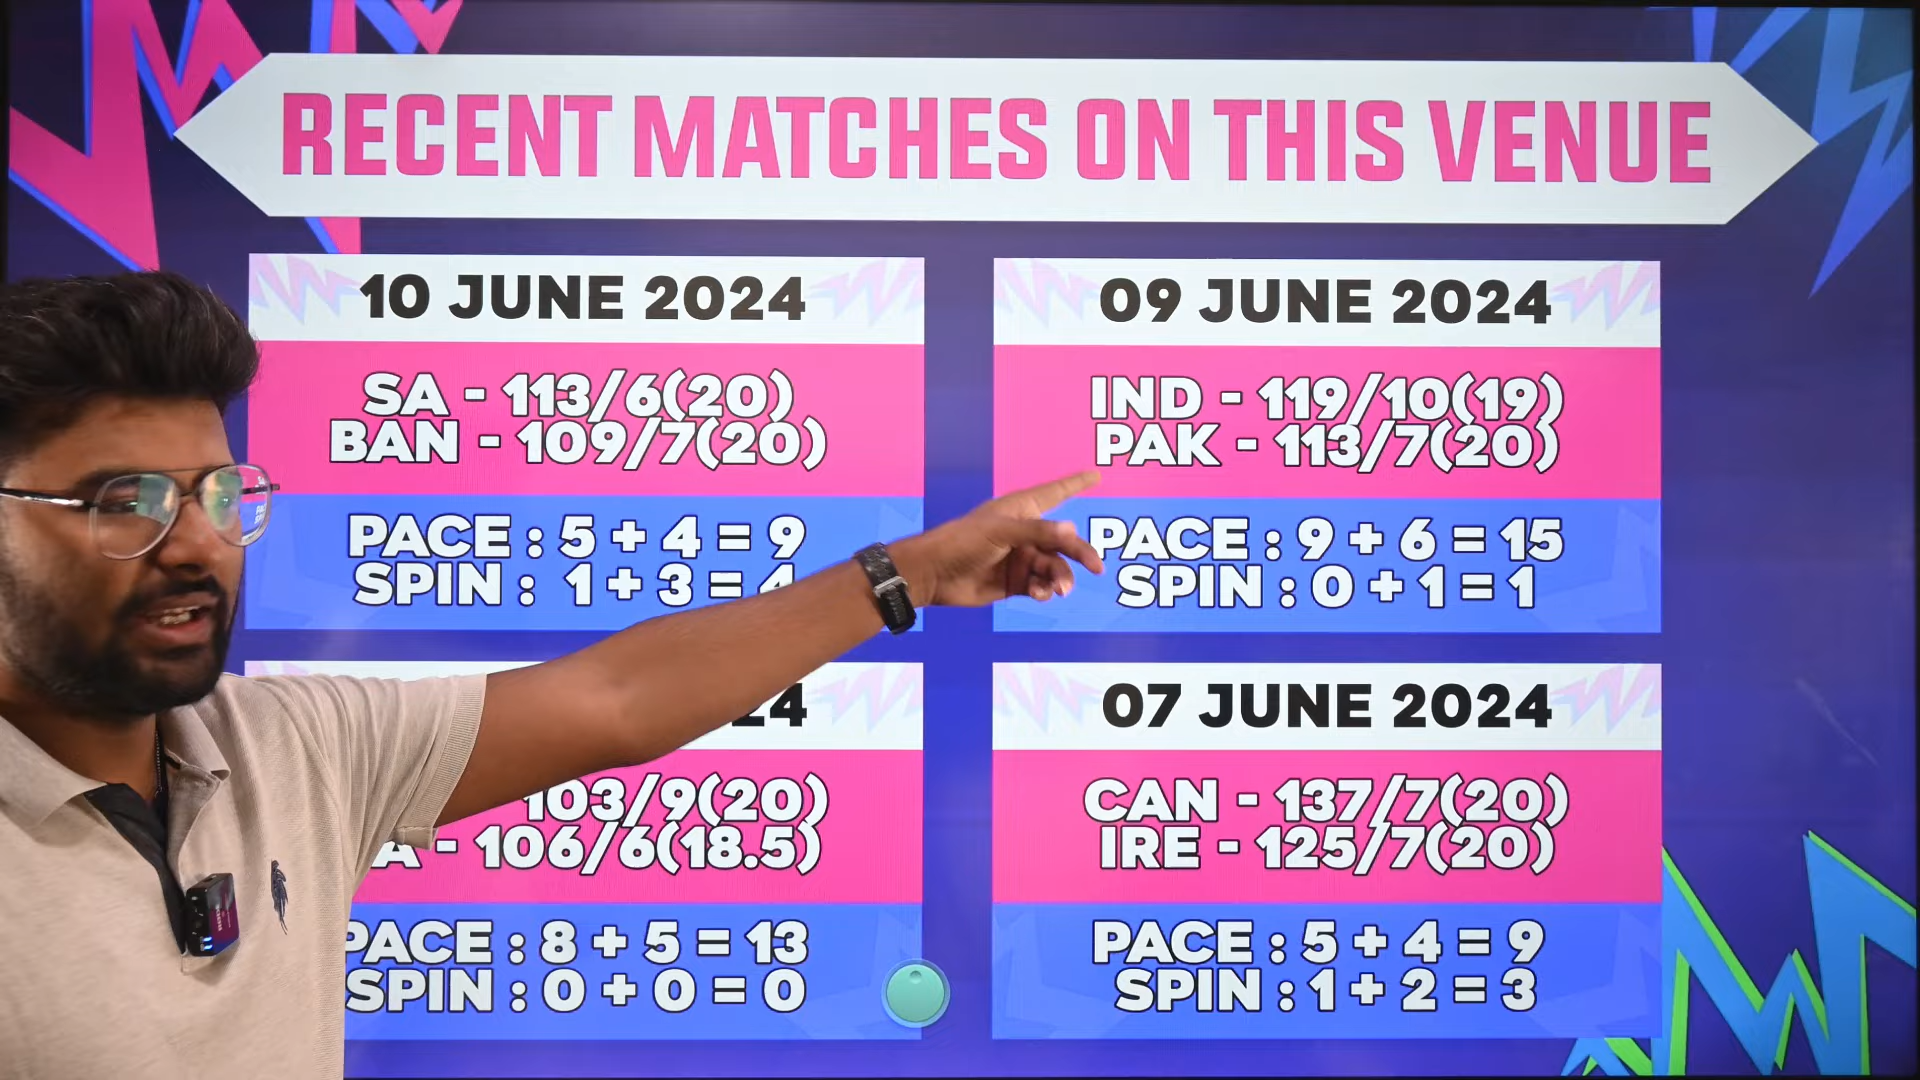 RECENT MATCHES ON THIS VENUE
10 JUNE 2024
SA - 113/6(20)
BAN - 109/7(20)
PACE : 5 + 4 = 9
SPIN : 1 + 3 = 4
09 JUNE 2024
IND - 119/10(19)
PAK - 113/7(20)
PACE : 9 + 6 = 15
SPIN : 0 + 1 = 1
24
103/9(20)
A - 106/6(18.5)
PACE : 8 + 5 = 13
SPIN : 0 + 0 = 0
07 JUNE 2024
CAN - 137/7(20)
IRE - 125/7(20)
PACE : 5 + 4 = 9
SPIN : 1 + 2 = 3